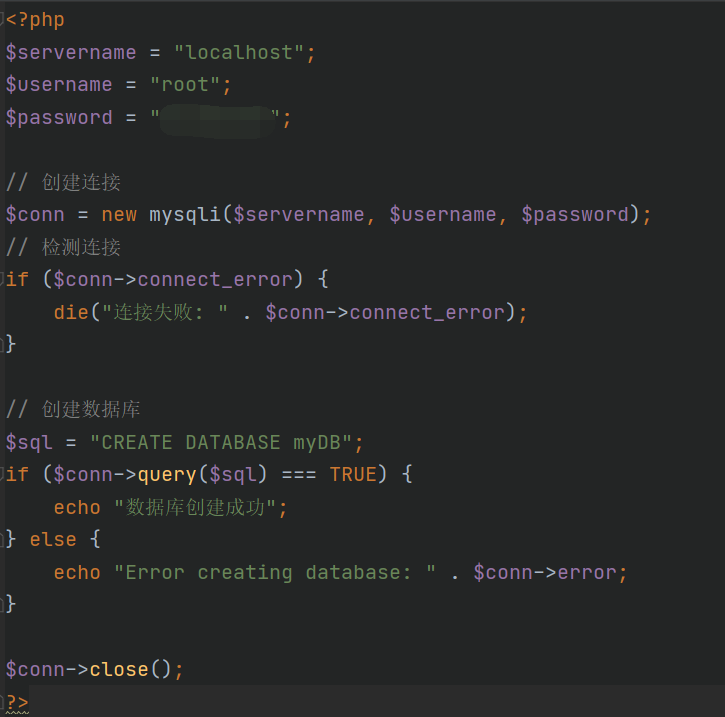 <?php
$servername = "localhost";
$username = "root";
$password = "";
// 创建连接
$conn = new mysqli($servername, $username, $password);
// 检测连接
if ($conn->connect_error) {
die("连接失败: " . $conn->connect_error);
}
// 创建数据库
$sql = "CREATE DATABASE myDB";
if ($conn->query($sql) === TRUE) {
echo "数据库创建成功";
} else {
echo "Error creating database: " . $conn->error;
}
$conn->close();
?>